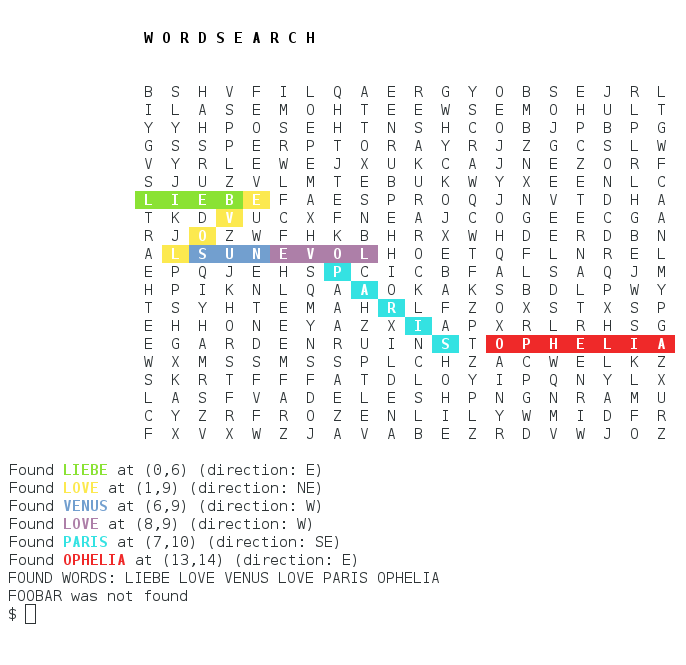 W O R D S E A R C H
B S H V F I L Q A E R G Y O B S E J R L
I L A S E M O H T E E W S E M O H U L T
Y Y H P O S E H T N S H C O B J P B P G
G S S P E R P T O R A Y R J Z G C S L W
V Y R L E W E J X U K C A J N E Z O R F
S J U Z V L M T E B U K W Y X E E N L C
L I E B E F A E S P R O Q J N V T D H A
T K D V U C X F N E A J C O G E E C G A
R J O Z W F H K B H R X W H D E R D B N
A L S U N E V O L H O E T Q F L N R E L
E P Q J E H S P C I C B F A L S A Q J M
H P I K N L Q A A O K A K S B D L P W Y
T S Y H T E M A H R L F Z O X S T X S P
E H H O N E Y A Z X I A P X R L R H S G
E G A R D E N R U I N S T O P H E L I A
W X M S S M S S P L C H Z A C W E L K Z
S K R T F F F A T D L O Y I P Q N Y L X
L A S F V A D E L E S H P N G N R A M U
C Y Z R F R O Z E N L I L Y W M I D F R
F X V X W Z J A V A B E Z R D V W J O Z
Found LIEBE at (0,6) (direction: E)
Found LOVE at (1,9) (direction: NE)
Found VENUS at (6,9) (direction: W)
Found LOVE at (8,9) (direction: W)
Found PARIS at (7,10) (direction: SE)
Found OPHELIA at (13,14) (direction: E)
FOUND WORDS: LIEBE LOVE VENUS LOVE PARIS OPHELIA
FOOBAR was not found
$